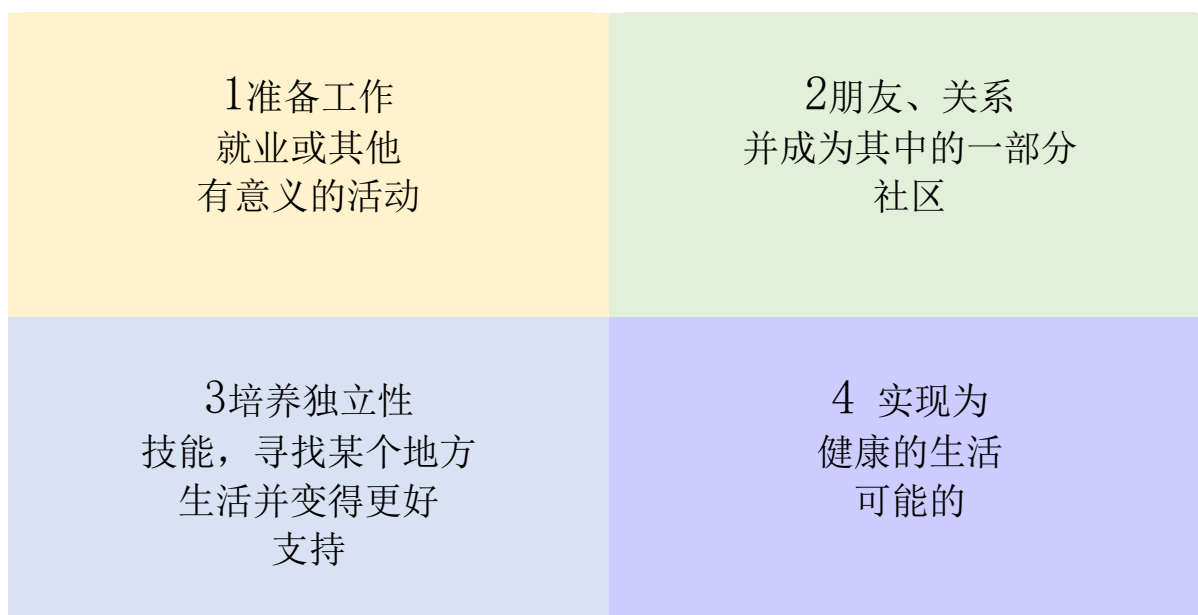 1准备工作
就业或其他
有意义的活动
2朋友、关系
并成为其中的一部分
社区
3培养独立性
技能，寻找某个地方
生活并变得更好
支持
4 实现为
健康的生活
可能的